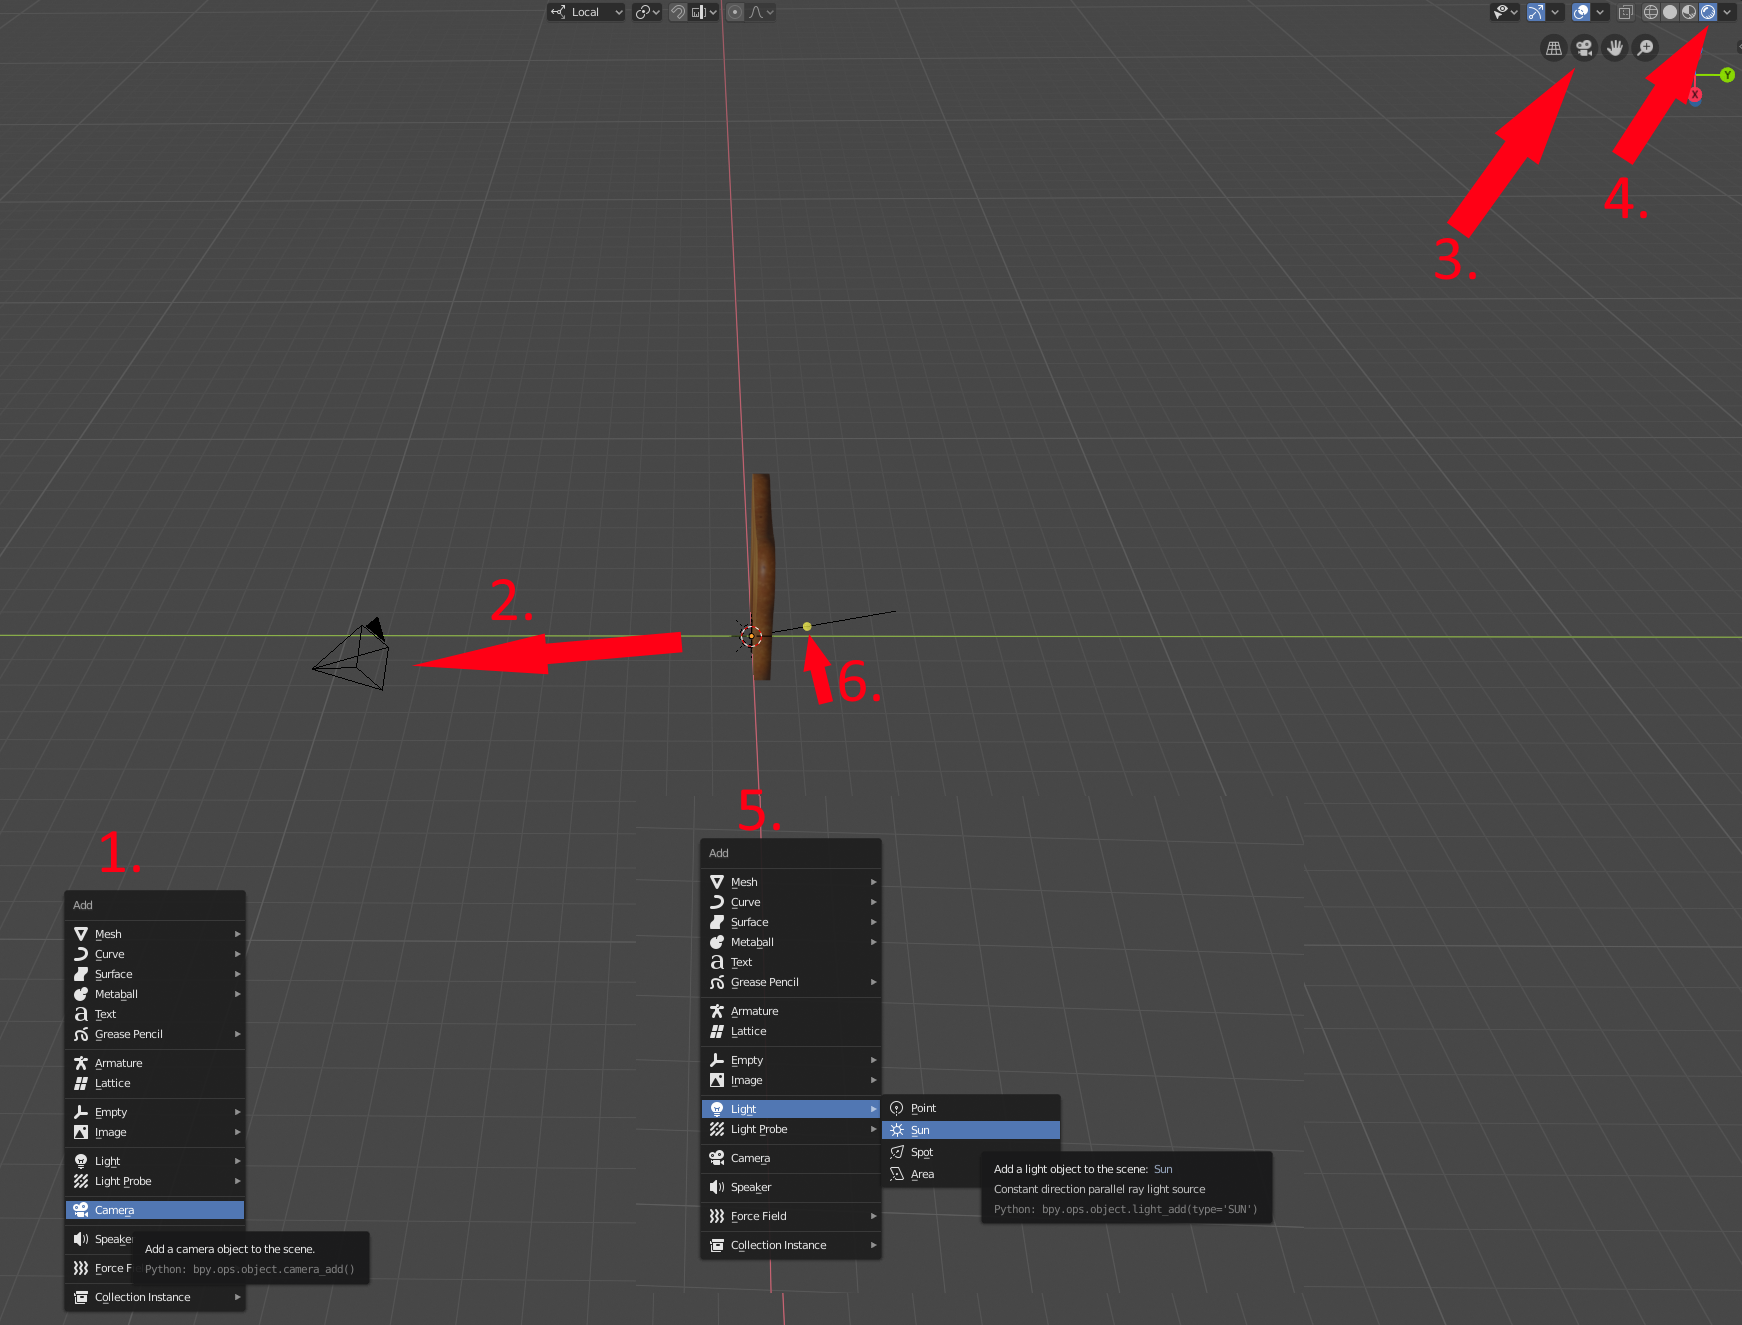 Local
Y
X
4.
3.
2.
6.
5.
1.
Add
Mesh
Curve
Surface
Metaball
Text
Grease Pencil
Armature
Lattice
Empty
Image
Light
Light Probe
Camera
Speaker
Force Field
Collection Instance
Point
Sun
Spot
Area
Add a light object to the scene: Sun
Constant direction parallel ray light source
Python: bpy.ops.object.light_add(type='SUN')
Add
Mesh
Curve
Surface
Metaball
Text
Grease Pencil
Armature
Lattice
Empty
Image
Light
Light Probe
Camera
Speake
Force F
Collection Instance
Add a camera object to the scene.
Python: bpy.ops.object.camera_add()